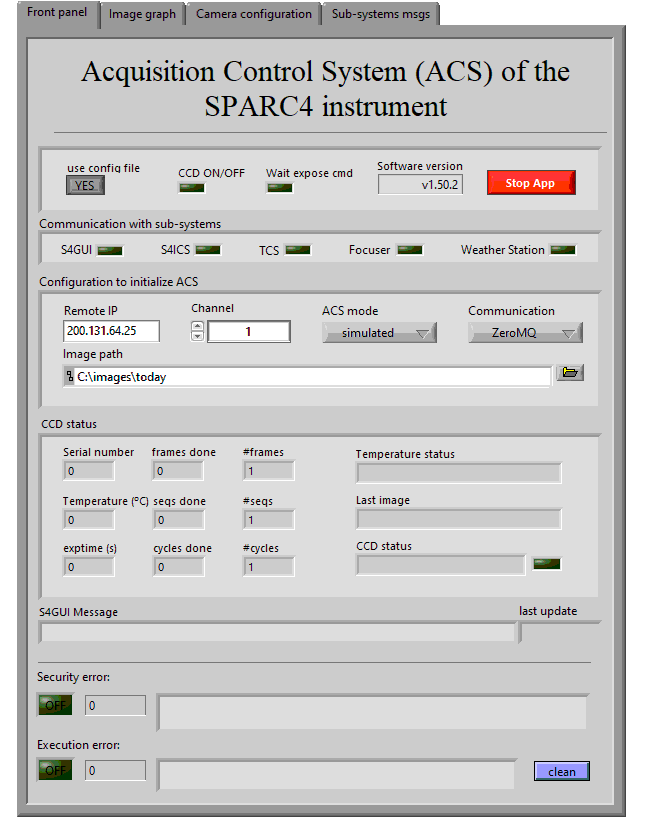 Front panel
Image graph
Camera configuration
Sub-systems msgs
Acquisition Control System (ACS) of the
SPARC4 instrument
use config file
YES
CCD ON/OFF
Wait expose cmd
Software version
v1.50.2
Stop App
Communication with sub-systems
S4GUI
S4ICS
TCS
Focuser
Weather Station
Configuration to initialize ACS
Remote IP
200.131.64.25
Channel
1
ACS mode
simulated
Communication
ZeroMQ
Image path
C:\images\today
CCD status
Serial number
0
frames done
0
#frames
1
Temperature status
Temperature (ºC)
0
seqs done
0
#seqs
1
Last image
exptime (s)
0
cycles done
0
#cycles
1
CCD status
S4GUI Message
last update
Security error:
OFF
0
Execution error:
OFF
0
clean